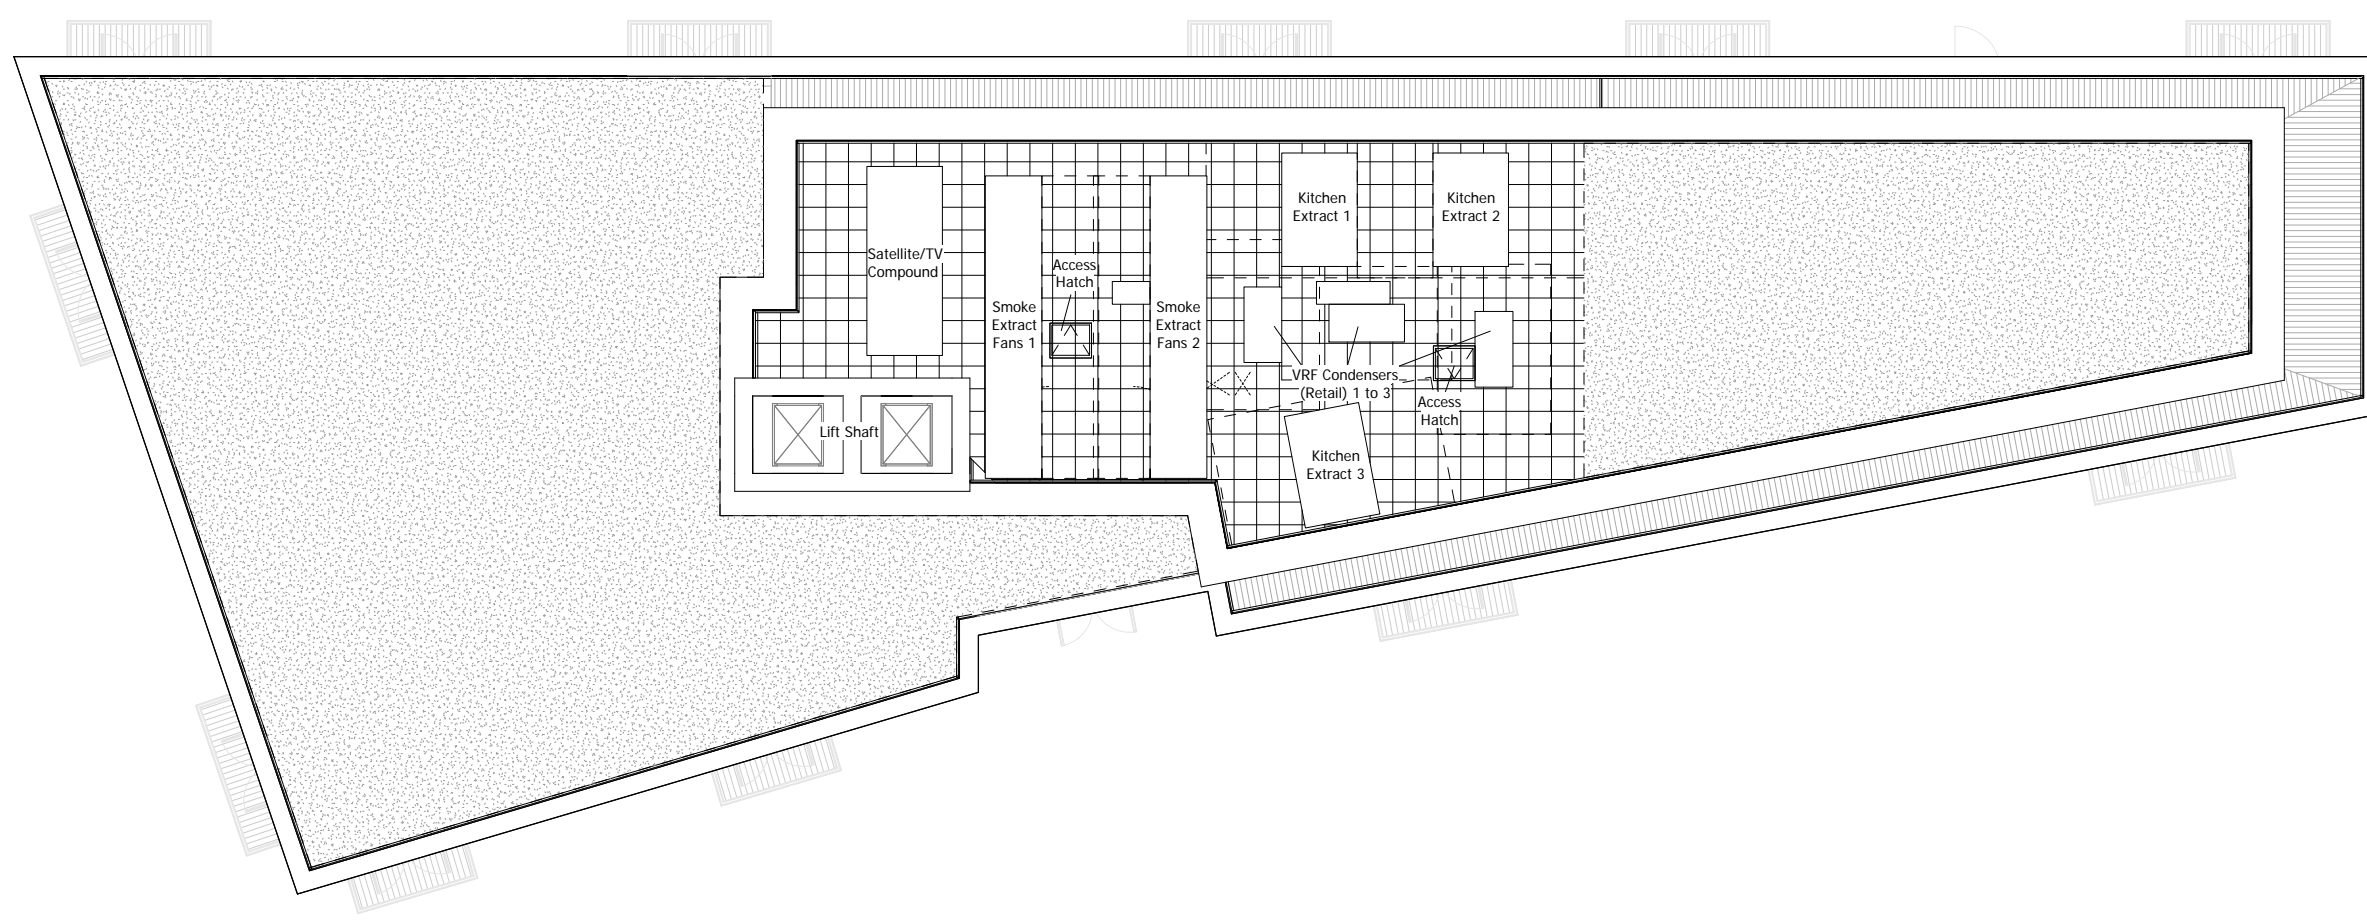 Satellite/TV
Compound
Smoke
Extract
Fans 1
Access
Hatch
Smoke
Extract
Fans 2
Kitchen
Extract 1
Kitchen
Extract 2
VRF Condensers
(Retail) 1 to 3
Access
Hatch
Lift Shaft
Kitchen
Extract 3